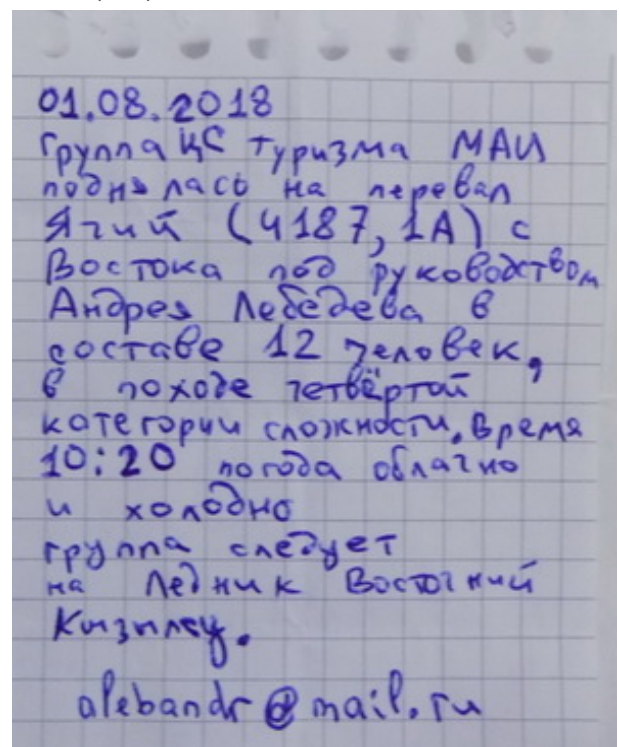 01.08.2018
Группа ЦС туризма МАИ
поднялась на перевал
Ягий (4187, 1А) с
Востока под руководством
Андрея Лебедева в
составе 12 человек,
в походе четвёртой
категории сложности. Время
10:20 погода облачно
и холодно
группа следует
на Ледник Восточный
Кызылсу.
alebandr@mail.ru